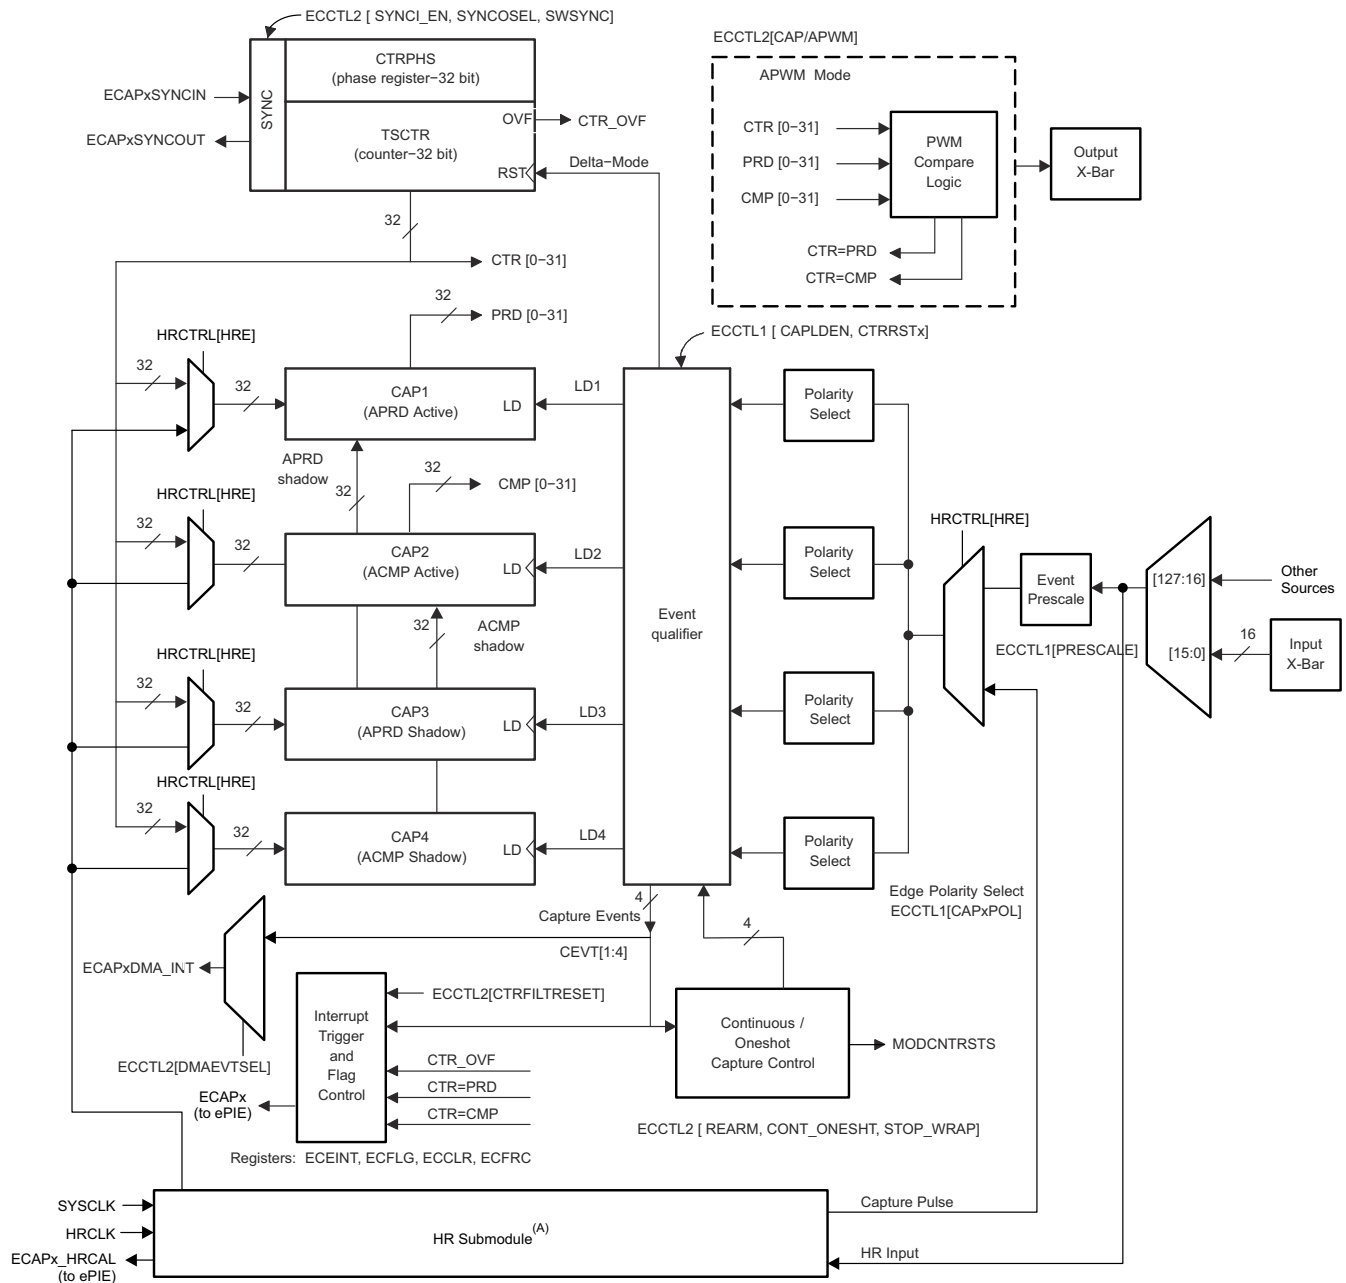 ECCTL2 [ SYNCI_EN, SYNCOSEL, SWSYNC]
SYNC
CTRPHS
(phase register−32 bit)
ECAPxSYNCIN
ECAPxSYNCOUT
TSCTR
(counter−32 bit)
OVF
CTR_OVF
RST
Delta−Mode
ECCTL2[CAP/APWM]
APWM Mode
CTR [0−31]
PRD [0−31]
CMP [0−31]
PWM
Compare
Logic
CTR=PRD
CTR=CMP
Output
X-Bar
32
CTR [0−31]
32
PRD [0−31]
ECCTL1 [ CAPLDEN, CTRRSTx]
HRCTRL[HRE]
32
32
CAP1
(APRD Active)
LD
LD1
Polarity
Select
APRD
shadow
32
32
CMP [0−31]
HRCTRL[HRE]
32
32
CAP2
(ACMP Active)
LD
LD2
Polarity
Select
32
ACMP
shadow
Event
qualifier
HRCTRL[HRE]
Event
Prescale
ECCTL1[PRESCALE]
[127:16]
Other
Sources
[15:0]
16
Input
X-Bar
HRCTRL[HRE]
32
32
CAP3
(APRD Shadow)
LD
LD3
Polarity
Select
HRCTRL[HRE]
32
32
CAP4
(ACMP Shadow)
LD
LD4
Polarity
Select
Edge Polarity Select
ECCTL1[CAPxPOL]
4
Capture Events
CEVT[1:4]
4
ECAPxDMA_INT
ECCTL2[DMAEVTSEL]
Interrupt
Trigger
and
Flag
Control
ECCTL2[CTRFILTRESET]
CTR_OVF
CTR=PRD
CTR=CMP
ECAPx
(to ePIE)
Continuous /
Oneshot
Capture Control
MODCNTRSTS
ECCTL2 [ REARM, CONT_ONESHT, STOP_WRAP]
Registers: ECEINT, ECFLG, ECCLR, ECFRC
SYSCLK
HRCLK
ECAPx_HRCAL
(to ePIE)
HR Submodule(A)
Capture Pulse
HR Input